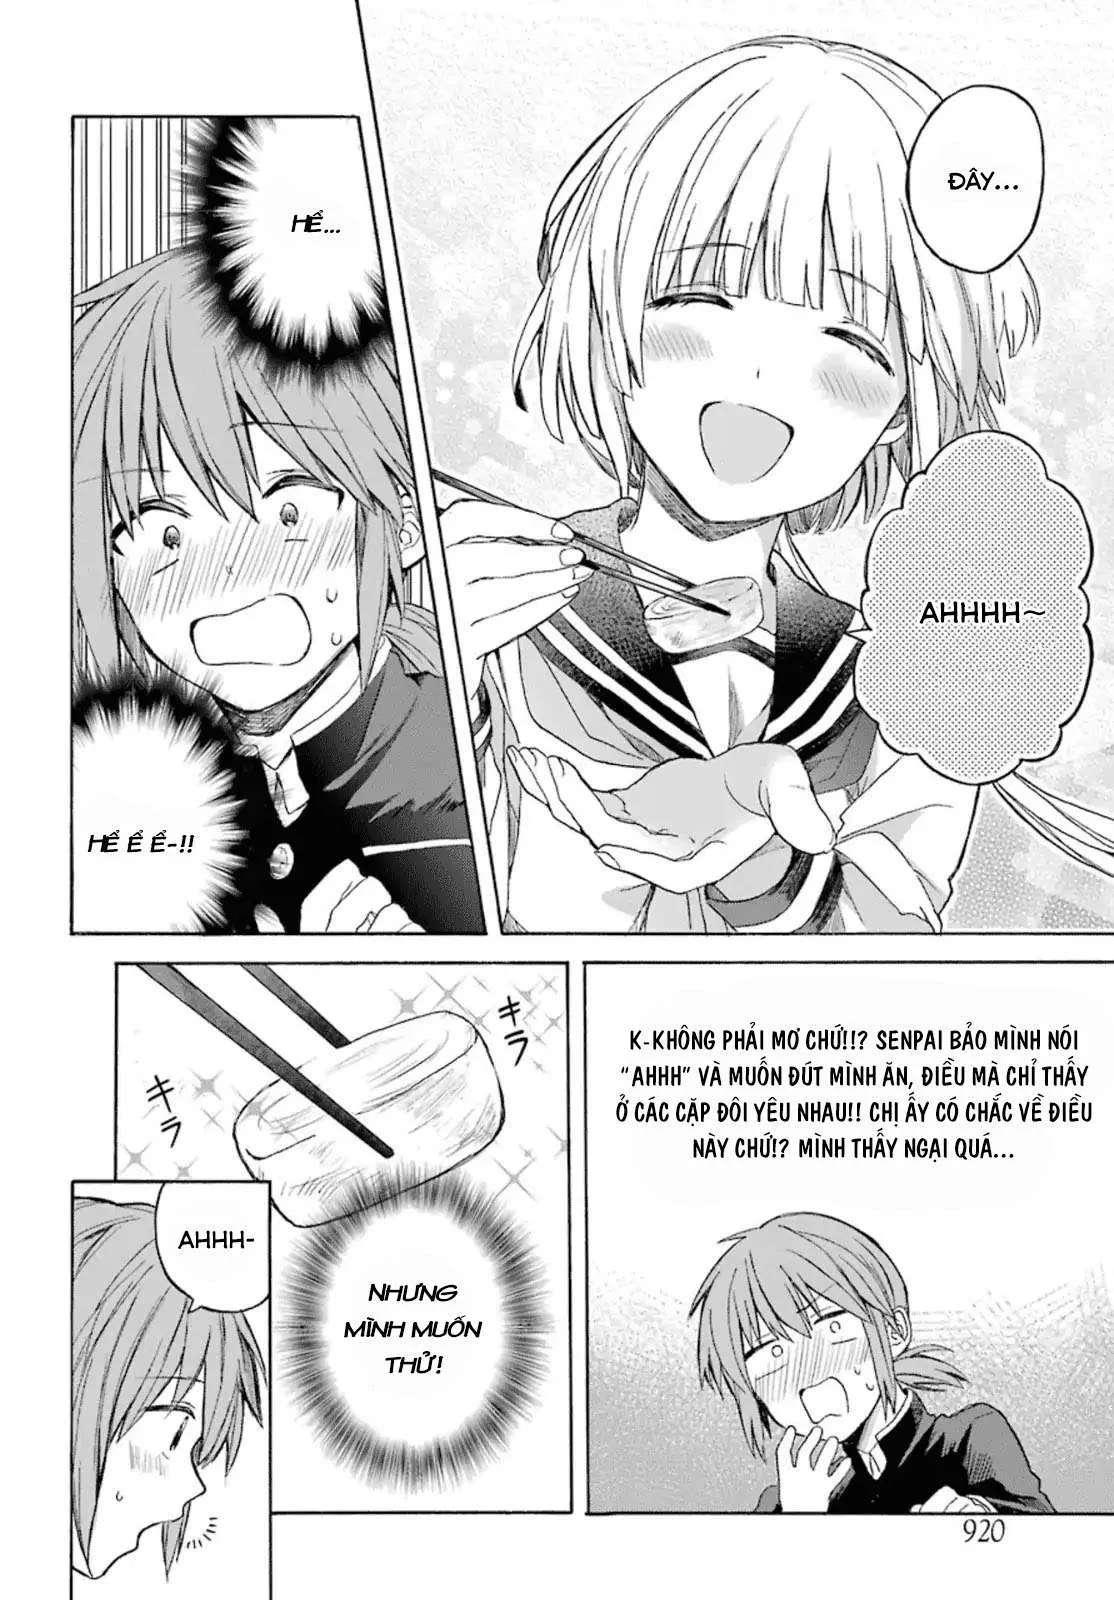 ĐÂY...
AHHHH~
HỂ...
HỂ Ể Ể-!!
K-KHÔNG PHẢI MƠ CHỨ!!? SENPAI BẢO MÌNH NÓI
“AHHH” VÀ MUỐN ĐÚT MÌNH ĂN, ĐIỀU MÀ CHỈ THẤY
Ở CÁC CẶP ĐÔI YÊU NHAU!! CHỊ ẤY CÓ CHẮC VỀ ĐIỀU
NÀY CHỨ!? MÌNH THẤY NGẠI QUÁ...
キラ
キラ
NHƯNG
MÌNH MUỐN
THỬ!
AHHH-
920